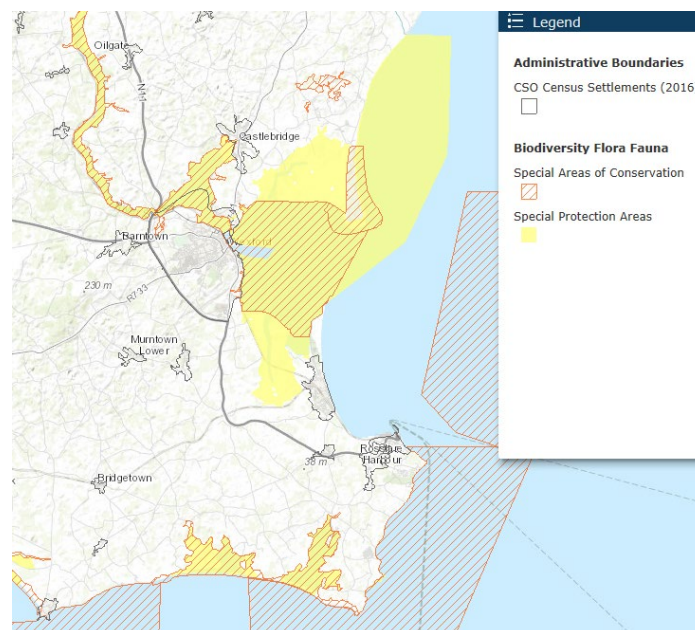 Legend
Administrative Boundaries
CSO Census Settlements (2016
Biodiversity Flora Fauna
Special Areas of Conservation
Special Protection Areas
Oilgate
N11
Castlebridge
Barntown
230 m
R733
Murntown
Lower
38 m
Rosslare
Harbour
Bridgetown